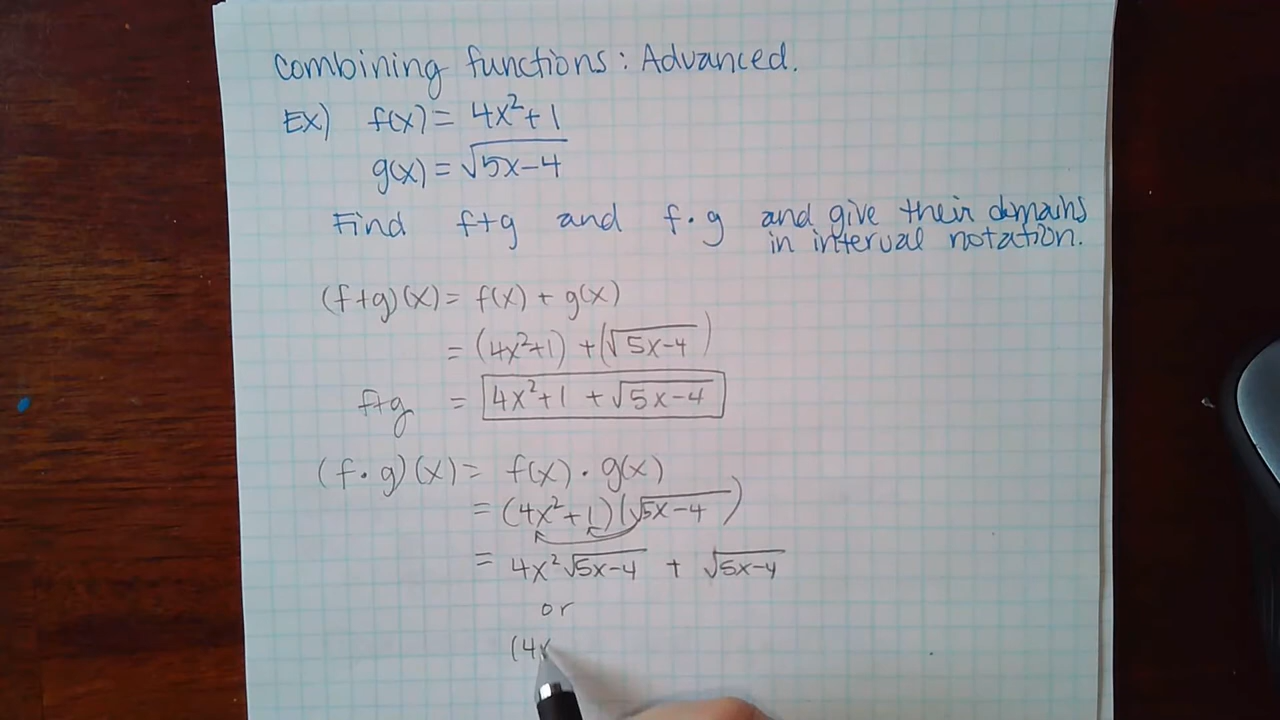 combining functions: Advanced.
Ex) f(x) = 4x²+1
g(x) = √5x-4
Find f+g and f·g and give their domains
in interval notation.
(f+g)(x) = f(x) + g(x)
= (4x²+1) + (√5x-4)
f+g = 4x²+1 + √5x-4
(f·g)(x) = f(x)·g(x)
= (4x²+1)(√5x-4)
= 4x²√5x-4 + √5x-4
or
(4x